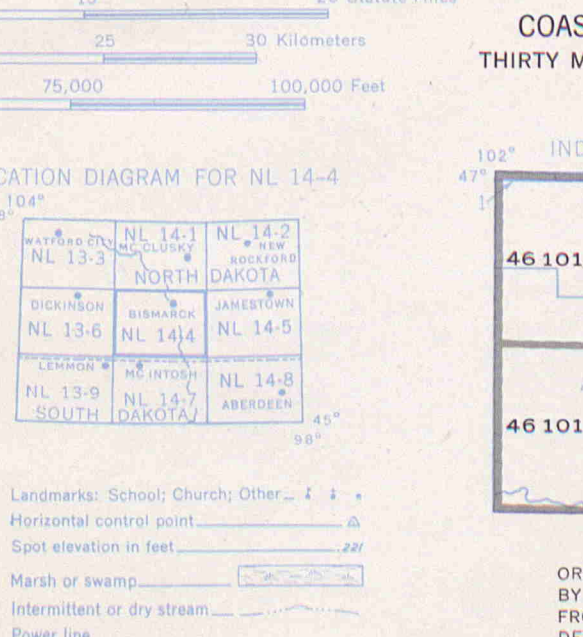 25 30 Kilometers
75,000 100,000 Feet
COAS
THIRTY M
CATION DIAGRAM FOR NL 14-4
104°
WATFORD CITY
NL 13-3
NL 14-1
MC CLUSKY
NL 14-2
NEW
ROCKFORD
NORTH DAKOTA
DICKINSON
NL 13-6
BISMARCK
NL 14-4
JAMESTOWN
NL 14-5
LEMMON
NL 13-9
MC INTOSH
NL 14-7
NL 14-8
ABERDEEN
SOUTH DAKOTA
45°
98°
102° IND
47°
46 101
46 101
Landmarks: School; Church; Other
Horizontal control point
Spot elevation in feet 221
Marsh or swamp
Intermittent or dry stream
Power line
OR
BY
FR